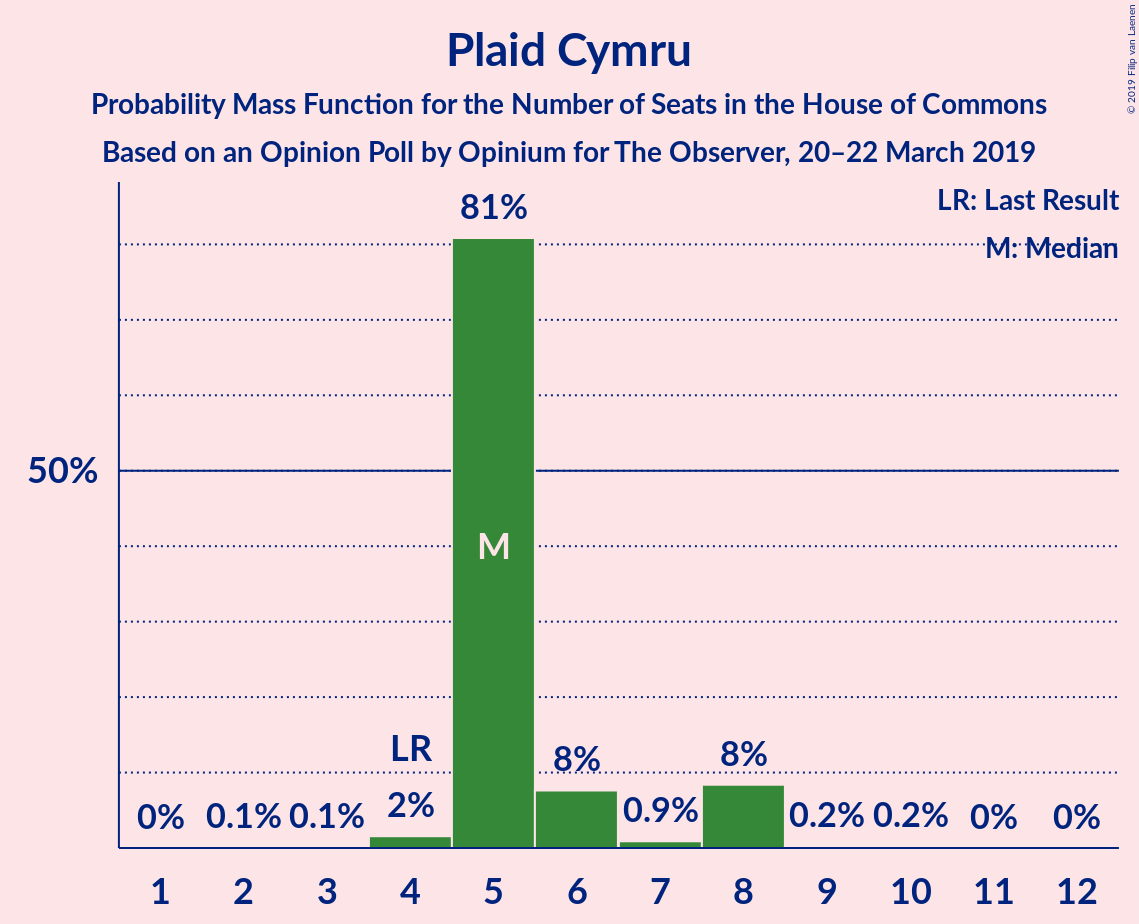 Plaid Cymru
Probability Mass Function for the Number of Seats in the House of Commons
Based on an Opinion Poll by Opinium for The Observer, 20–22 March 2019
© 2019 Filip van Laenen
LR: Last Result
M: Median
50%
0% 0.1% 0.1% 2% 81% 8% 0.9% 8% 0.2% 0.2% 0% 0%
LR
M
1 2 3 4 5 6 7 8 9 10 11 12